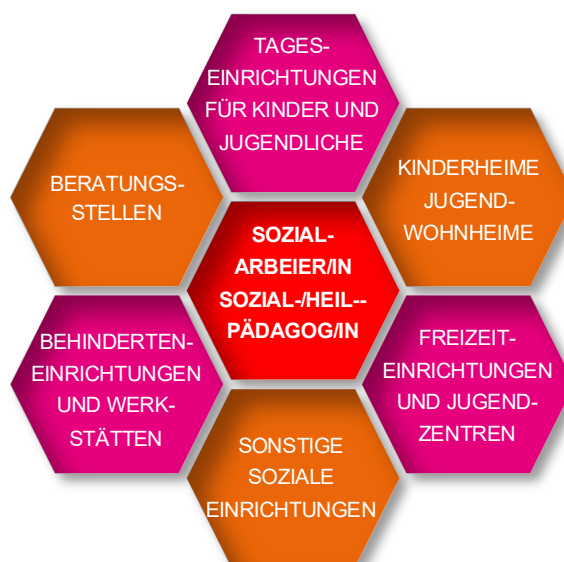 TAGES-
EINRICHTUNGEN
FÜR KINDER UND
JUGENDLICHE
BERATUNGS-
STELLEN
KINDERHEIME
JUGEND-
WOHNHEIME
SOZIAL-
ARBEIER/IN
SOZIAL-/HEIL--
PÄDAGOG/IN
BEHINDERTEN-
EINRICHTUNGEN
UND WERK-
STÄTTEN
FREIZEIT-
EINRICHTUNGEN
UND JUGEND-
ZENTREN
SONSTIGE
SOZIALE
EINRICHTUNGEN